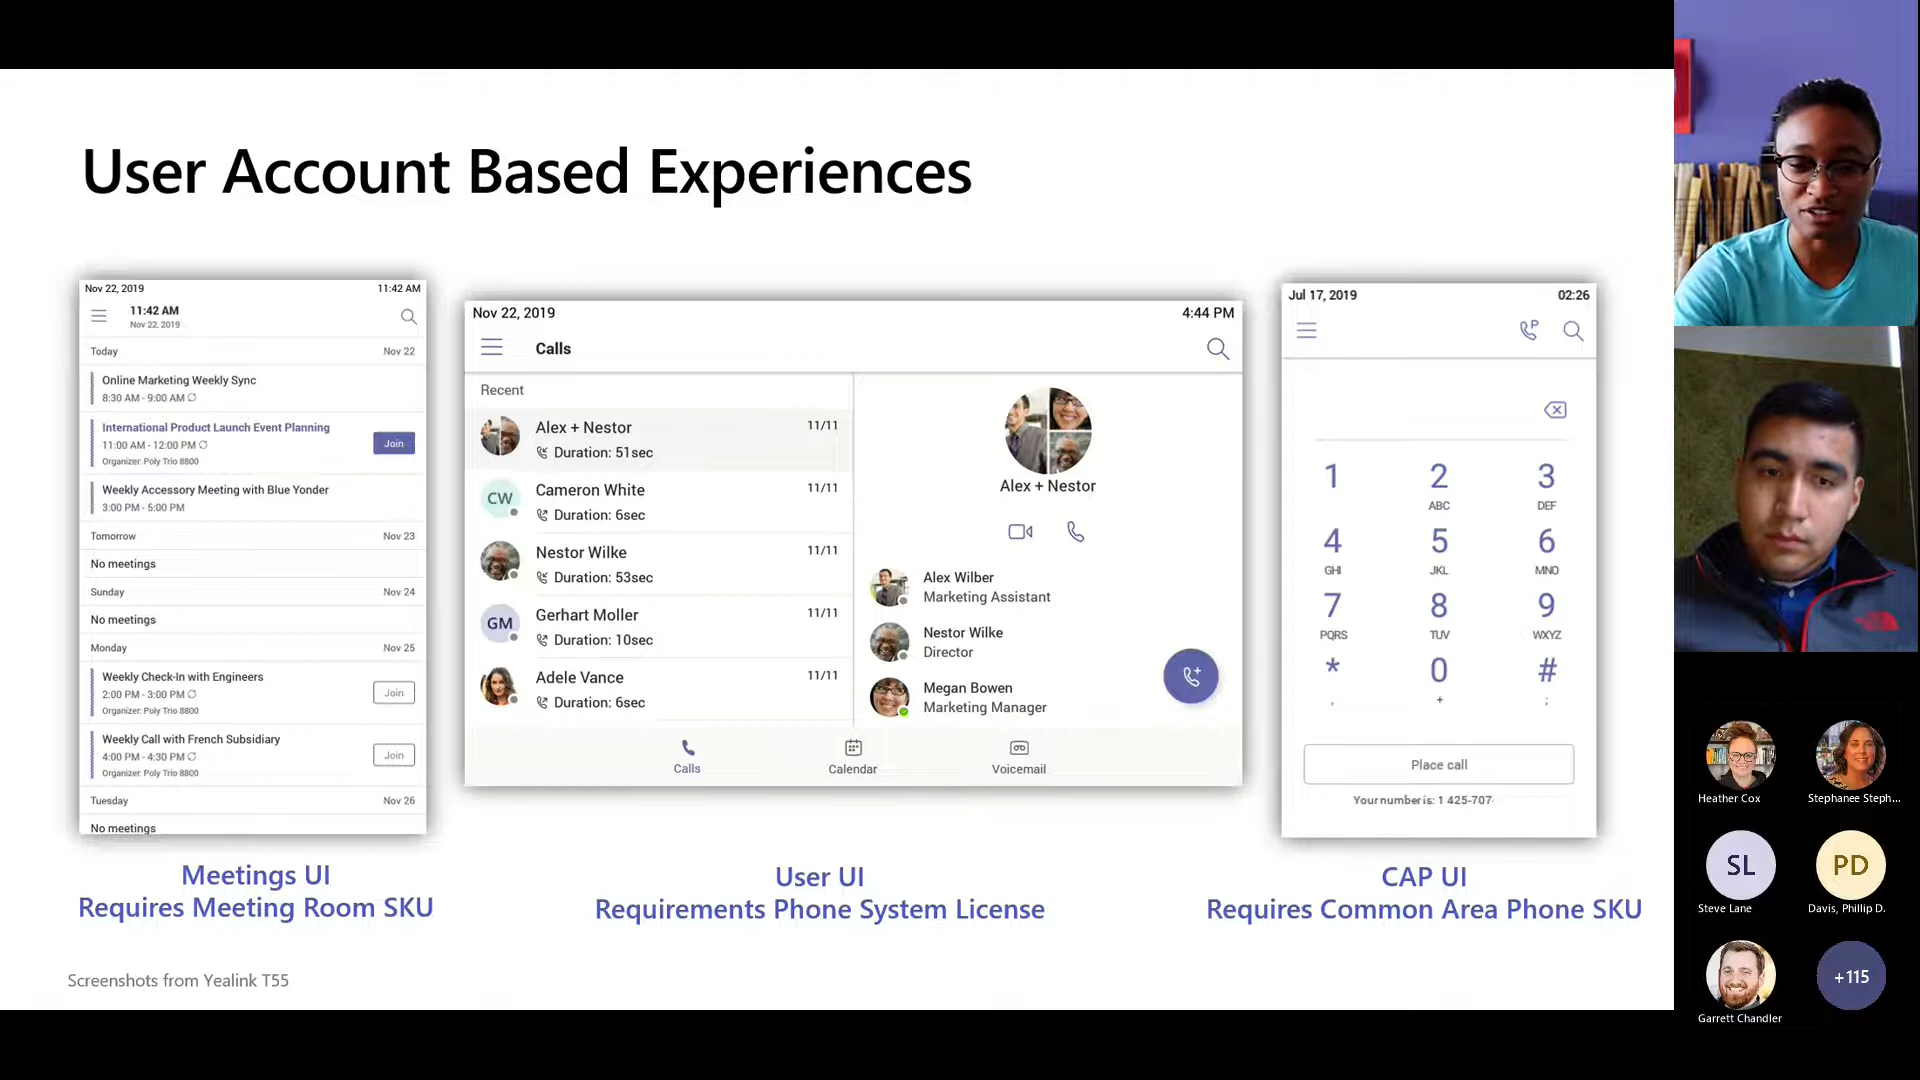 User Account Based Experiences
Nov 22, 2019 11:42 AM
11:42 AM
Nov 22, 2019
Today Nov 22
Online Marketing Weekly Sync
8:30 AM - 9:00 AM
International Product Launch Event Planning
11:00 AM - 12:00 PM
Join
Organizer: Poly Trio 8800
Weekly Accessory Meeting with Blue Yonder
3:00 PM - 5:00 PM
Tomorrow Nov 23
No meetings
Sunday Nov 24
No meetings
Monday Nov 25
Weekly Check-In with Engineers
2:00 PM - 3:00 PM
Join
Organizer: Poly Trio 8800
Weekly Call with French Subsidiary
4:00 PM - 4:30 PM
Join
Organizer: Poly Trio 8800
Tuesday Nov 26
No meetings
Meetings UI
Requires Meeting Room SKU
Nov 22, 2019 4:44 PM
Calls
Recent
Alex + Nestor 11/11
Duration: 51sec
CW
Cameron White 11/11
Duration: 6sec
Nestor Wilke 11/11
Duration: 53sec
GM
Gerhart Moller 11/11
Duration: 10sec
Adele Vance 11/11
Duration: 6sec
Alex + Nestor
Alex Wilber
Marketing Assistant
Nestor Wilke
Director
Megan Bowen
Marketing Manager
Calls Calendar Voicemail
User UI
Requirements Phone System License
Jul 17, 2019 02:26
P
1 2 3
ABC DEF
4 5 6
GHI JKL MNO
7 8 9
PQRS TUV WXYZ
* 0 #
, + ;
Place call
Your number is: 1 425-707-
CAP UI
Requires Common Area Phone SKU
Screenshots from Yealink T55
Heather Cox Stephanee Steph...
SL PD
Steve Lane Davis, Phillip D.
+115
Garrett Chandler